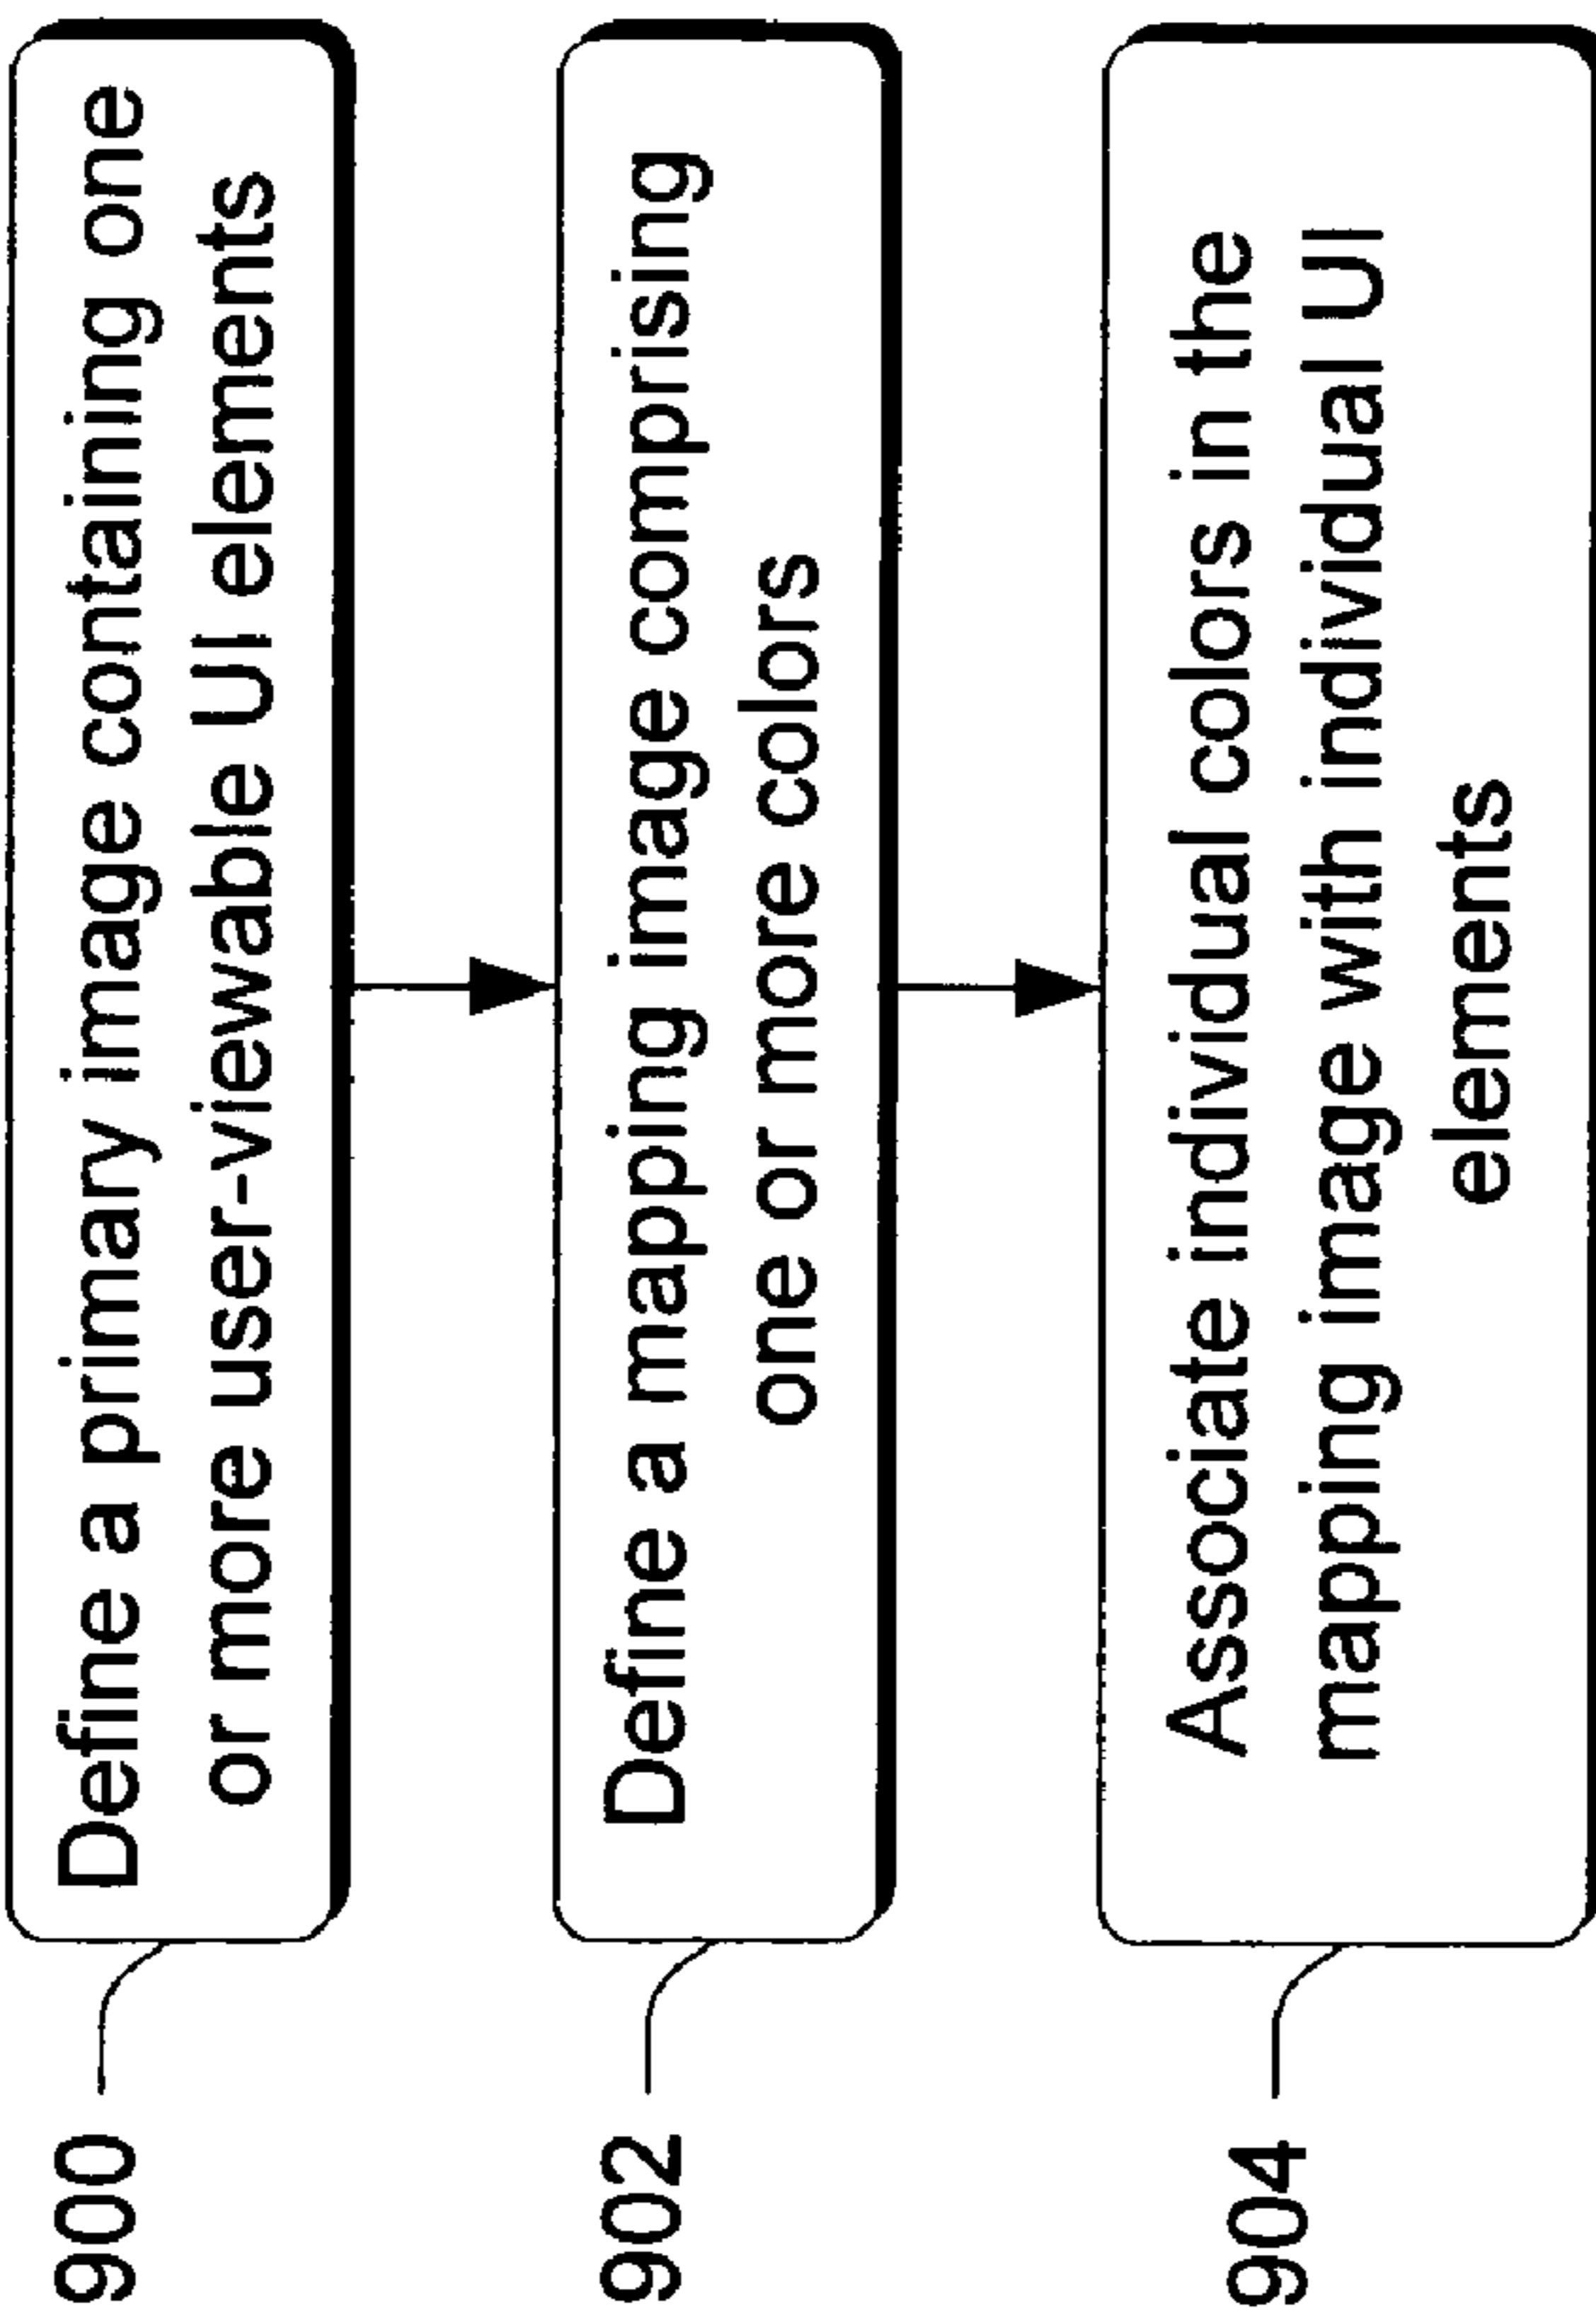 900
Define a primary image containing one
or more user-viewable UI elements
902
Define a mapping image comprising
one or more colors
904
Associate individual colors in the
mapping image with individual UI
elements